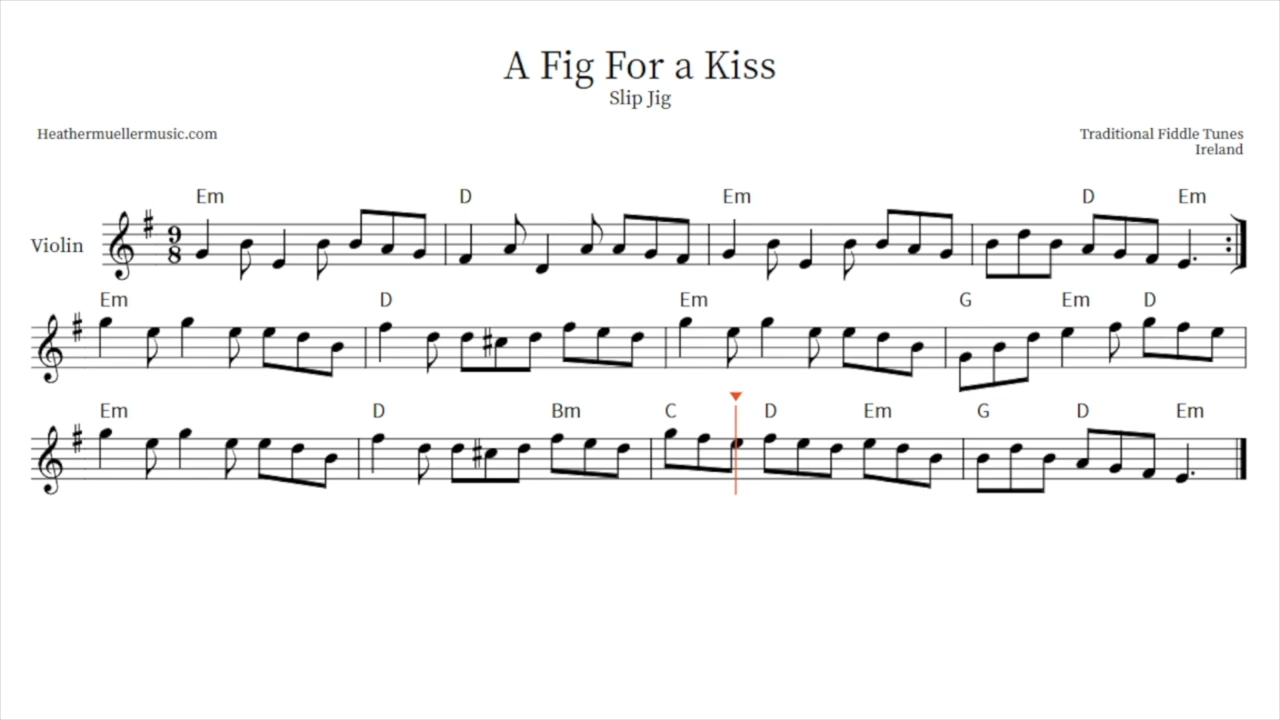 A Fig For a Kiss
Slip Jig
Heathermuellermusic.com
Traditional Fiddle Tunes
Ireland
Em D Em D Em
Violin
9
8
Em D Em G Em D
Em D Bm C D Em G D Em